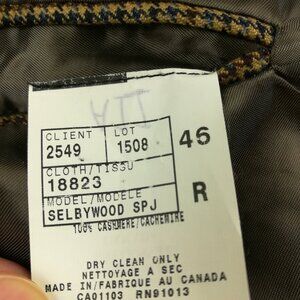 CLIENT LOT
2549 1508 46
CLOTH/TISSU
18823
MODEL/MODELE R
SELBYWOOD SPJ
100% CASHMERE/CACHEMIRE
DRY CLEAN ONLY
NETTOYAGE A SEC
MADE IN/FABRIQUE AU CANADA
CA01103 RN91013